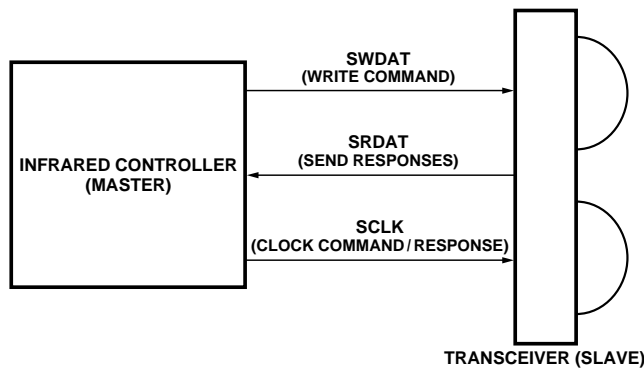 SWDAT
(WRITE COMMAND)
INFRARED CONTROLLER
(MASTER)
SRDAT
(SEND RESPONSES)
SCLK
(CLOCK COMMAND/RESPONSE)
TRANSCEIVER (SLAVE)